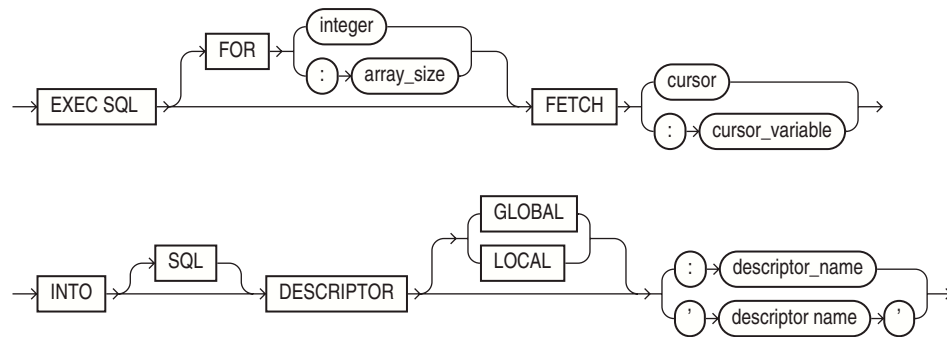 integer
FOR
: array_size
EXEC SQL
FETCH
cursor
: cursor_variable
GLOBAL
SQL
LOCAL
INTO
DESCRIPTOR
: descriptor_name
' descriptor name '